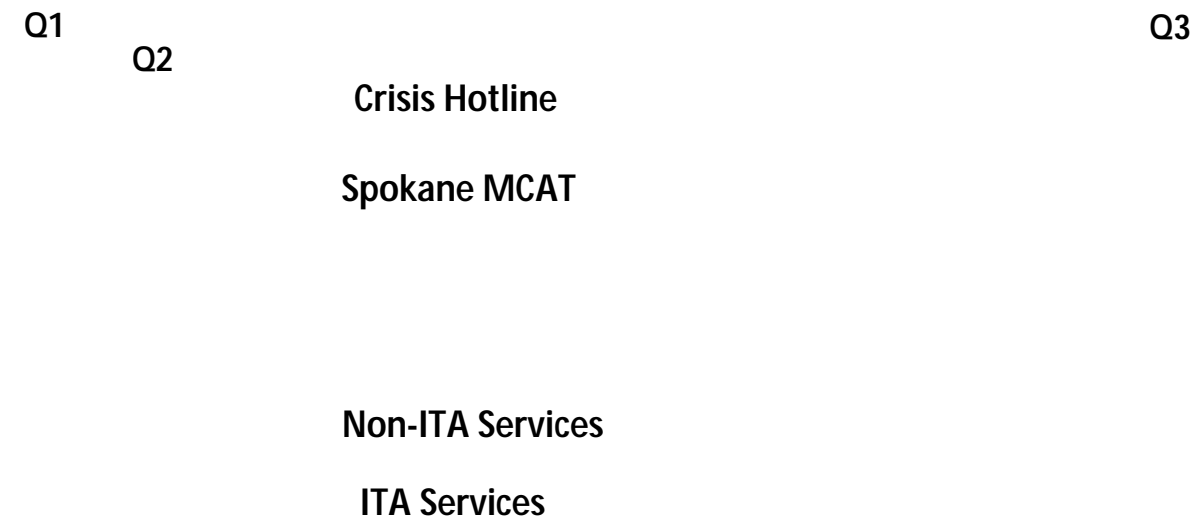 Q1
Q3
Q2
Crisis Hotline
Spokane MCAT
Non-ITA Services
ITA Services